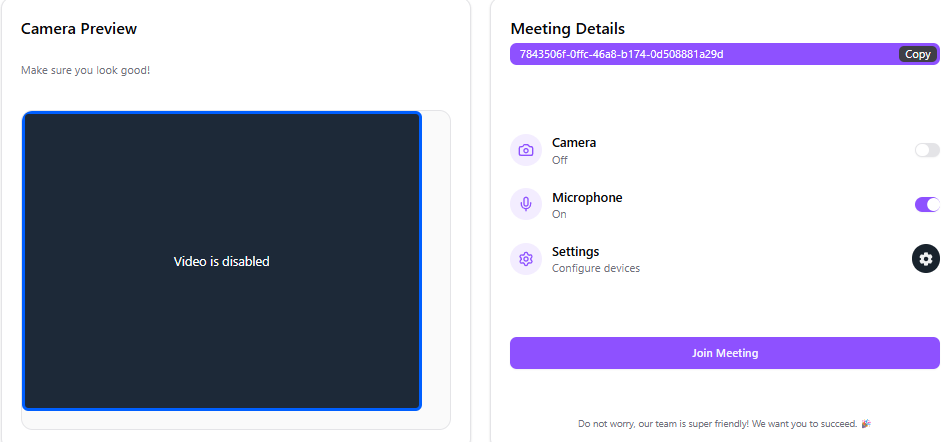 Camera Preview
Make sure you look good!
Video is disabled
Meeting Details
7843506f-0ffc-46a8-b174-0d508881a29d
Copy
Camera
Off
Microphone
On
Settings
Configure devices
Join Meeting
Do not worry, our team is super friendly! We want you to succeed. 🎉